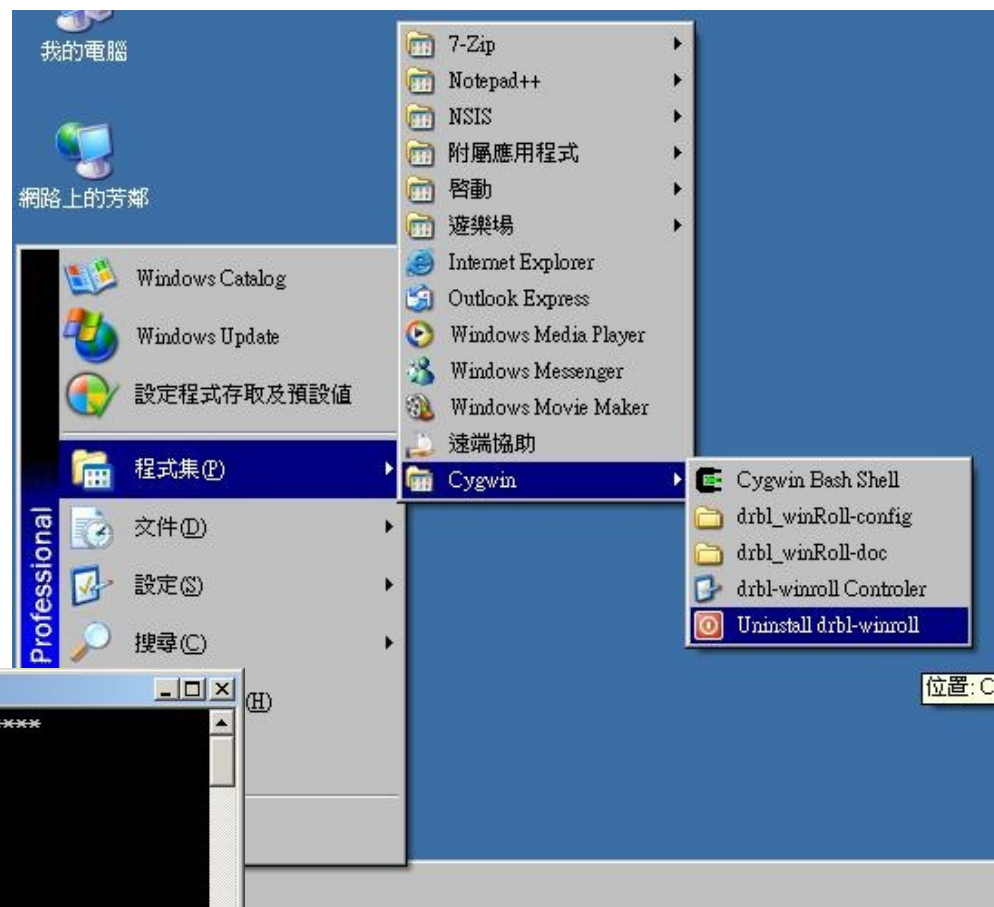 我的電腦
網路上的芳鄰
7-Zip
Notepad++
NSIS
附屬應用程式
啓動
遊樂場
Internet Explorer
Outlook Express
Windows Media Player
Windows Messenger
Windows Movie Maker
遠端協助
Cygwin
Windows Catalog
Windows Update
設定程式存取及預設值
程式集(P)
文件(D)
設定(S)
搜尋(C)
(H)
Professional
Cygwin Bash Shell
drbl_winRoll-config
drbl_winRoll-doc
drbl-winroll Controler
Uninstall drbl-winroll
位置: C
****